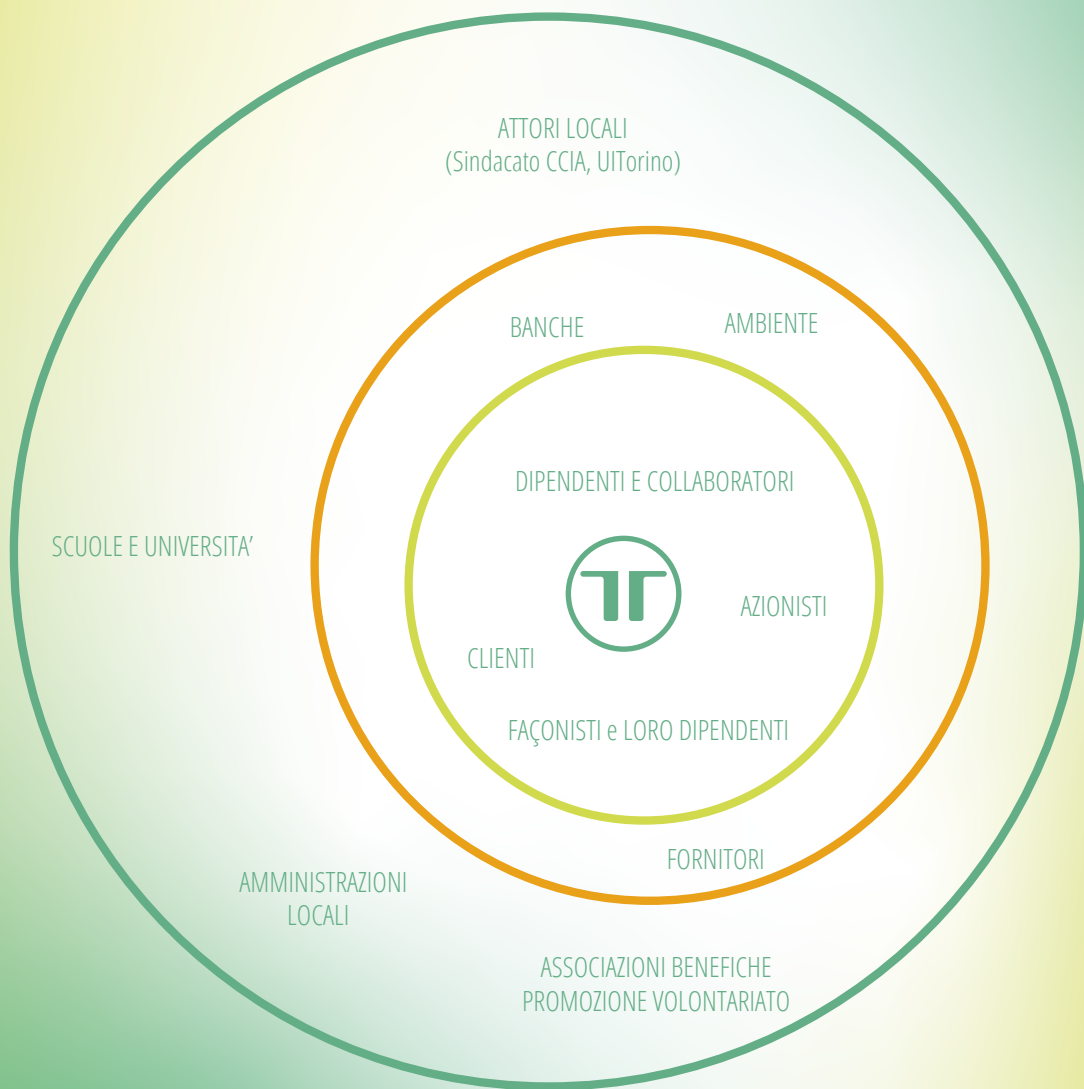 ATTORI LOCALI
(Sindacato CCIA, UITorino)
BANCHE
AMBIENTE
DIPENDENTI E COLLABORATORI
SCUOLE E UNIVERSITA’
AZIONISTI
CLIENTI
FAÇONISTI e LORO DIPENDENTI
FORNITORI
AMMINISTRAZIONI
LOCALI
ASSOCIAZIONI BENEFICHE
PROMOZIONE VOLONTARIATO